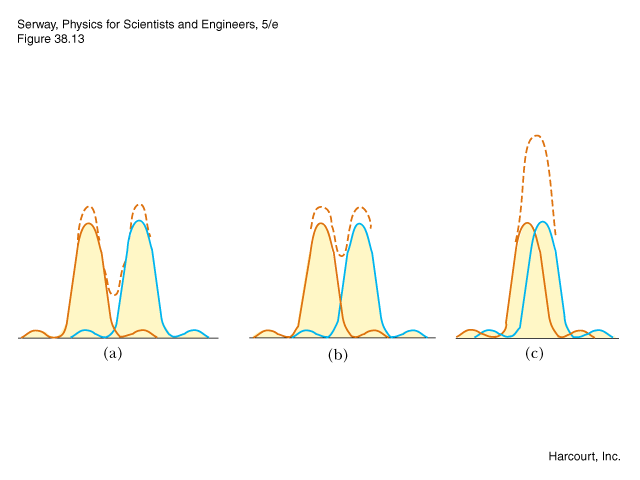 Serway, Physics for Scientists and Engineers, 5/e
Figure 38.13
(a)
(b)
(c)
Harcourt, Inc.